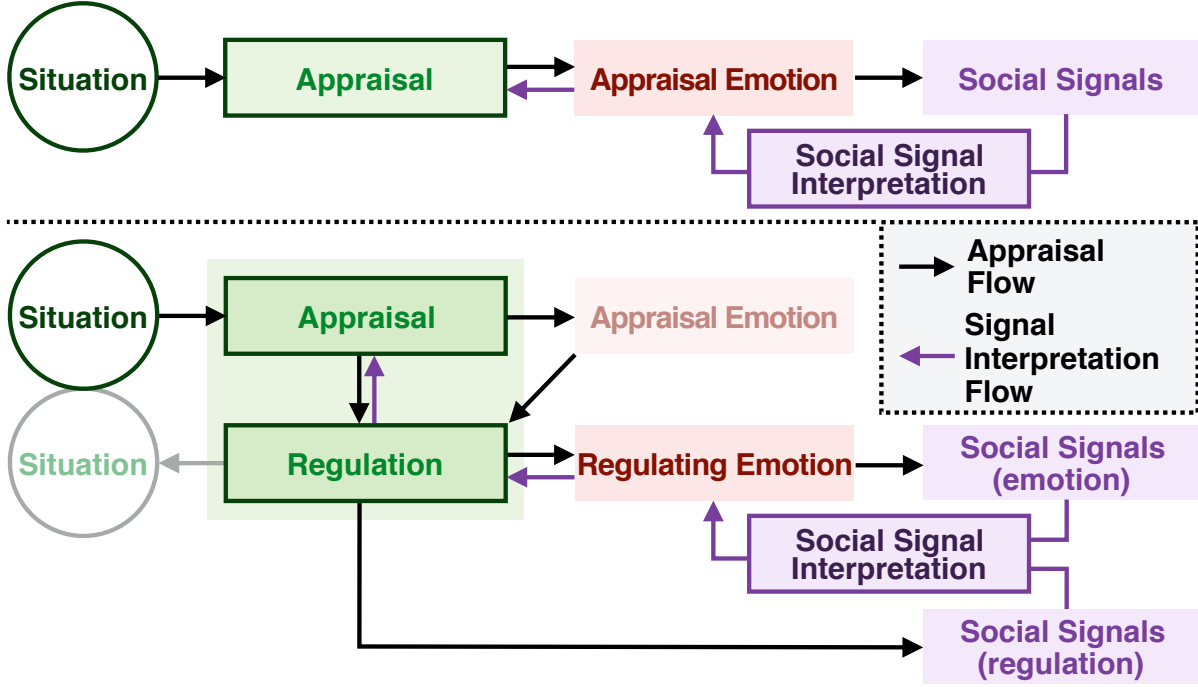 Situation
Appraisal
Appraisal Emotion
Social Signals
Social Signal
Interpretation
Appraisal
Flow
Signal
Interpretation
Flow
Situation
Appraisal
Appraisal Emotion
Situation
Regulation
Regulating Emotion
Social Signals
(emotion)
Social Signal
Interpretation
Social Signals
(regulation)